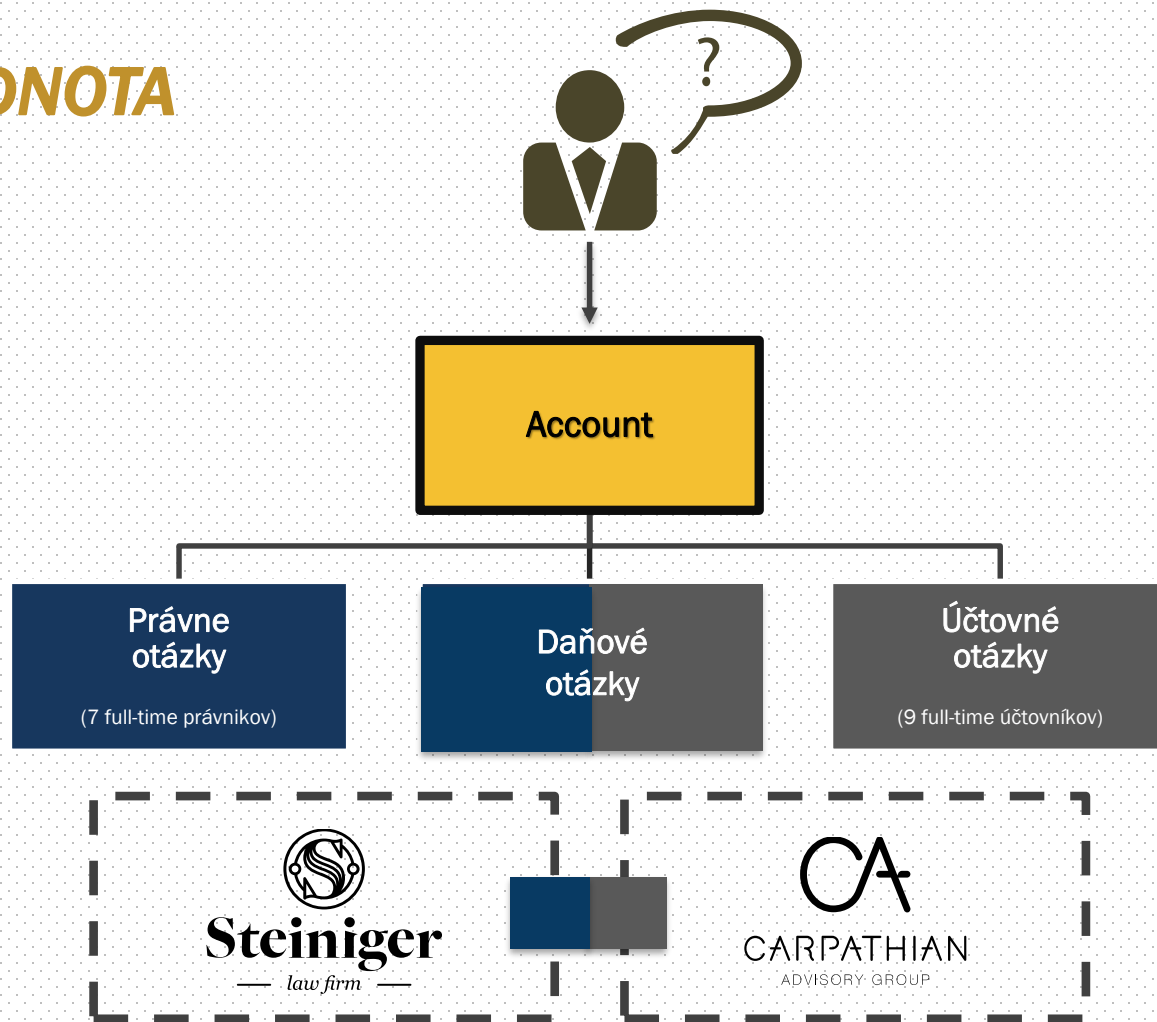 DNOTA
?
Account
Právne
otázky
(7 full-time právnikov)
Daňové
otázky
Účtovné
otázky
(9 full-time účtovníkov)
S
Steiniger
law firm
CA
CARPATHIAN
ADVISORY GROUP